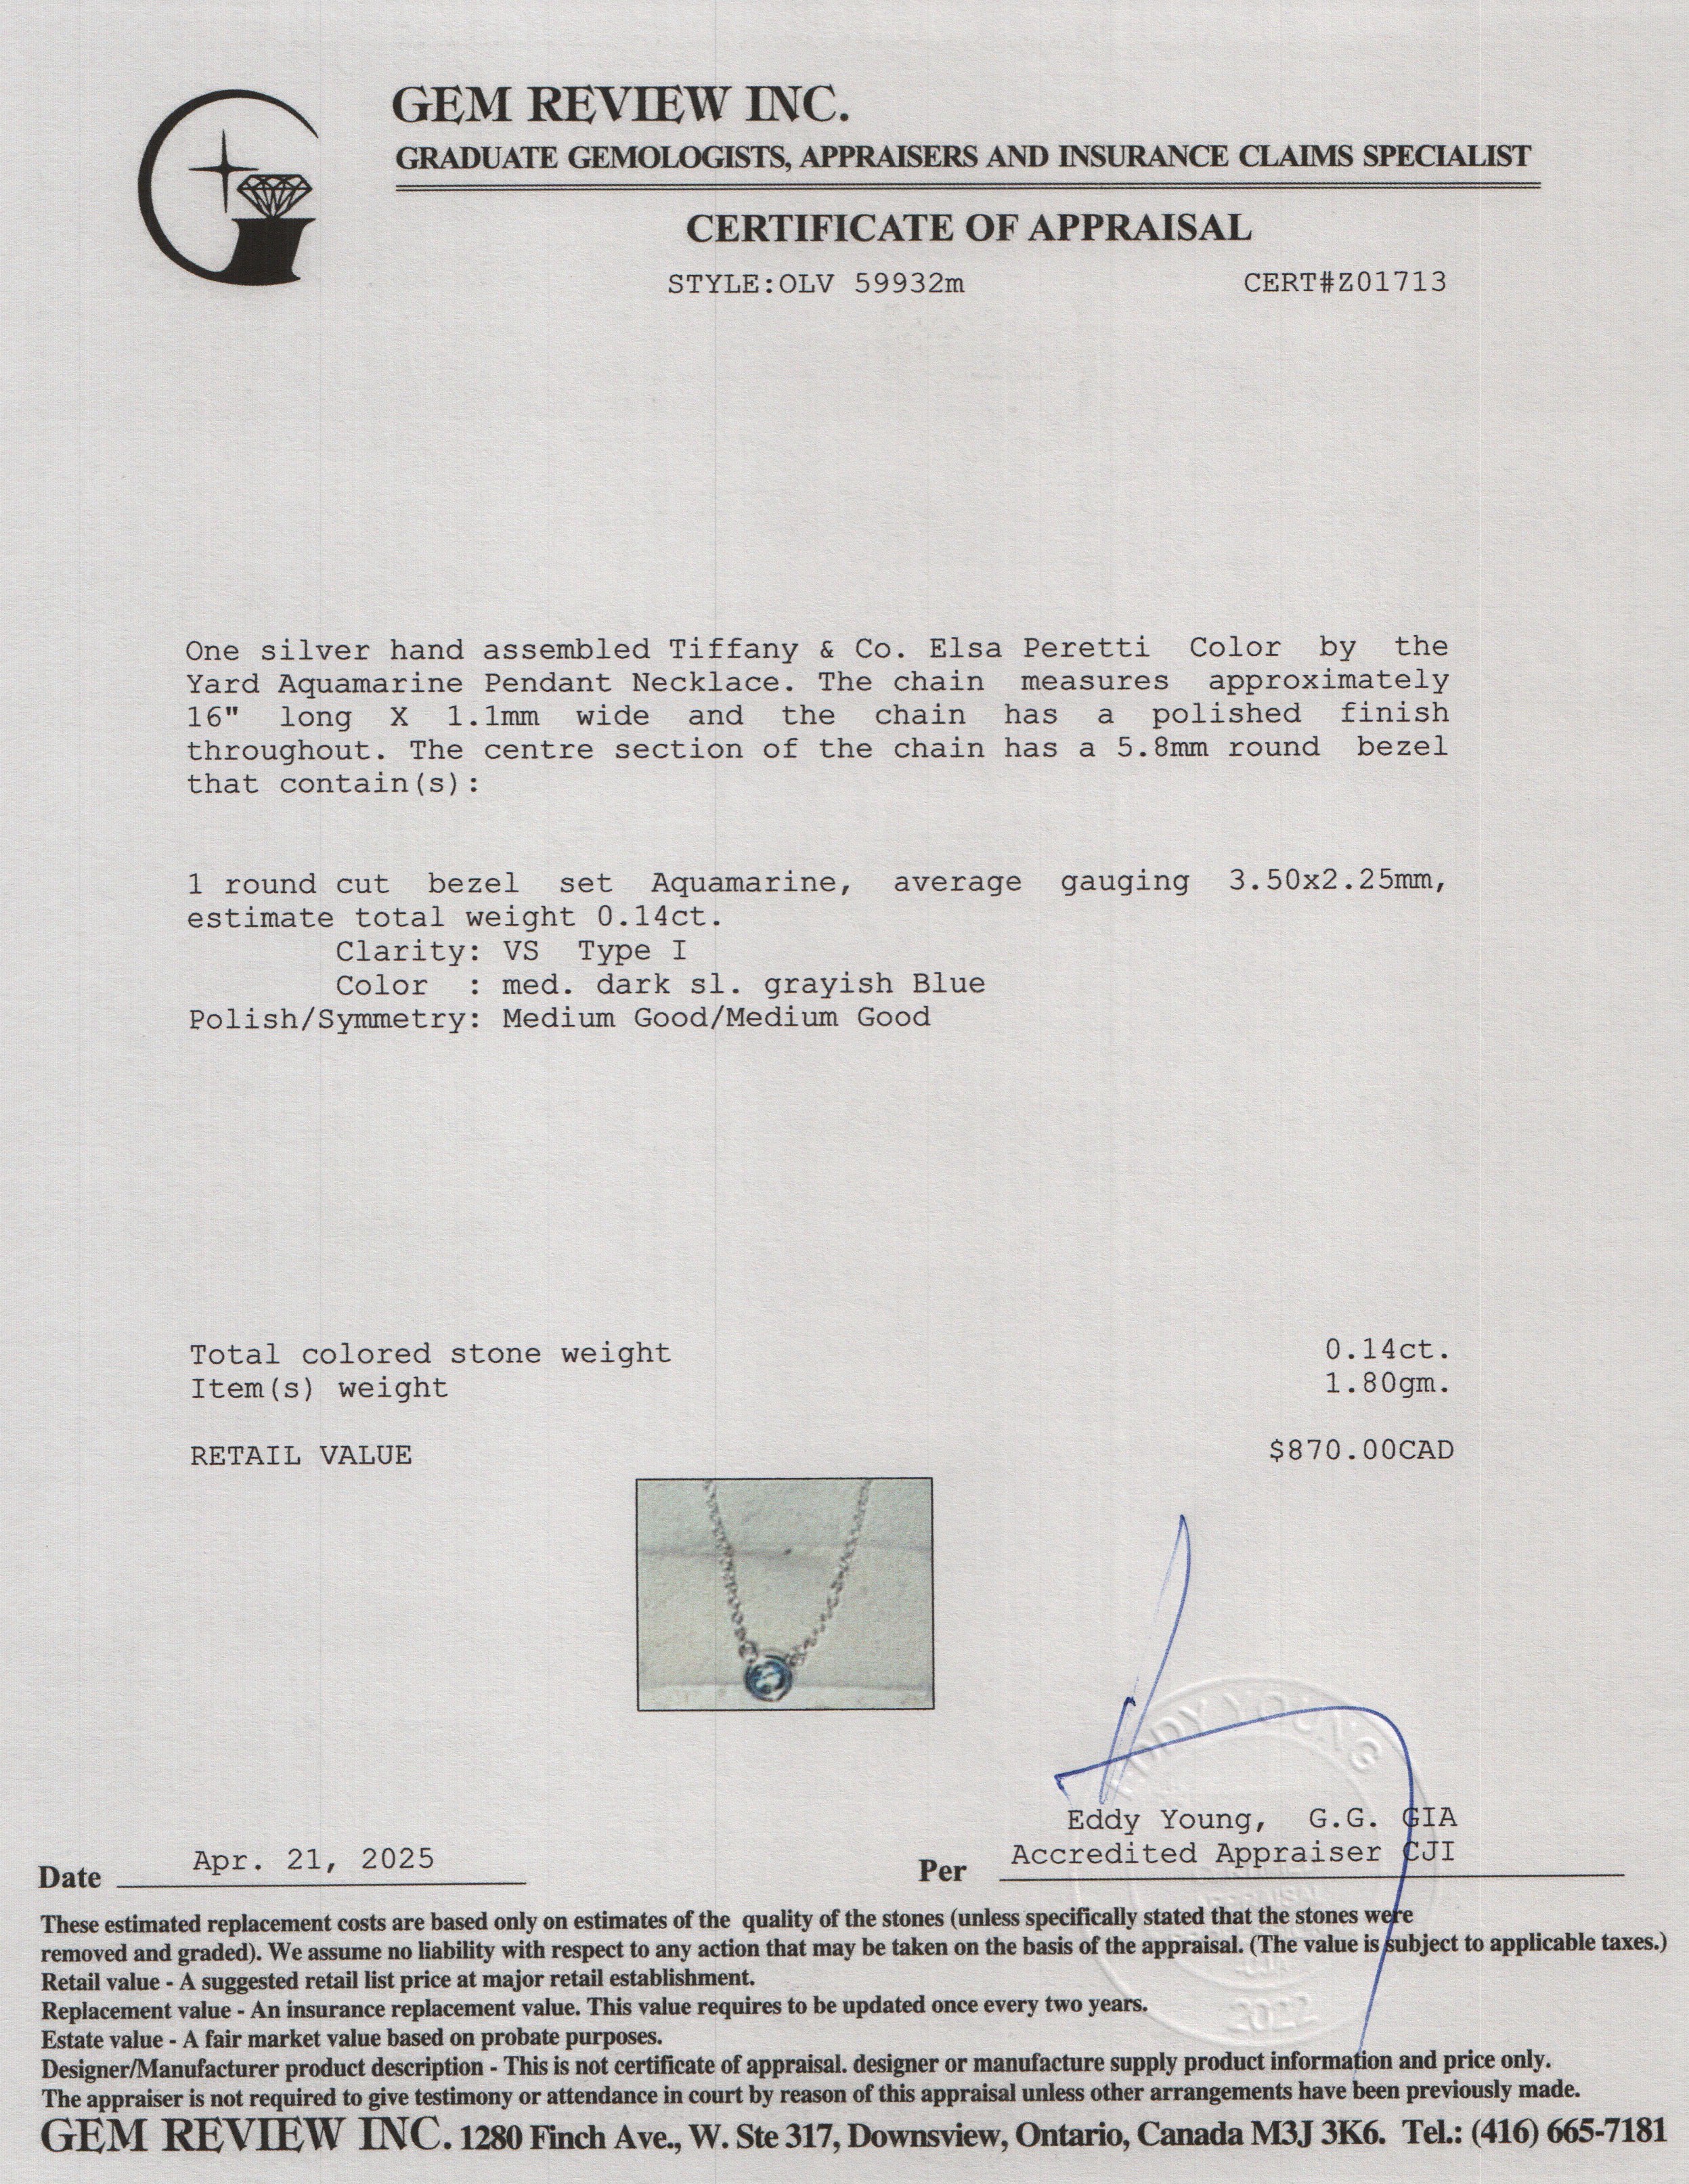 GEM REVIEW INC.
GRADUATE GEMOLOGISTS, APPRAISERS AND INSURANCE CLAIMS SPECIALIST
CERTIFICATE OF APPRAISAL
STYLE:OLV 59932m CERT#Z01713
One silver hand assembled Tiffany & Co. Elsa Peretti Color by the
Yard Aquamarine Pendant Necklace. The chain measures approximately
16" long X 1.1mm wide and the chain has a polished finish
throughout. The centre section of the chain has a 5.8mm round bezel
that contain(s):
1 round cut bezel set Aquamarine, average gauging 3.50x2.25mm,
estimate total weight 0.14ct.
Clarity: VS Type I
Color : med. dark sl. grayish Blue
Polish/Symmetry: Medium Good/Medium Good
Total colored stone weight 0.14ct.
Item(s) weight 1.80gm.
RETAIL VALUE $870.00CAD
EDDY YOUNG
Eddy Young, G.G. GIA
Accredited Appraiser CJI
Date Apr. 21, 2025 Per
APPRAISAL
These estimated replacement costs are based only on estimates of the quality of the stones (unless specifically stated that the stones were
removed and graded). We assume no liability with respect to any action that may be taken on the basis of the appraisal. (The value is subject to applicable taxes.)
Retail value - A suggested retail list price at major retail establishment.
Replacement value - An insurance replacement value. This value requires to be updated once every two years.
2022
Estate value - A fair market value based on probate purposes.
Designer/Manufacturer product description - This is not certificate of appraisal. designer or manufacture supply product information and price only.
The appraiser is not required to give testimony or attendance in court by reason of this appraisal unless other arrangements have been previously made.
GEM REVIEW INC. 1280 Finch Ave., W. Ste 317, Downsview, Ontario, Canada M3J 3K6. Tel.: (416) 665-7181